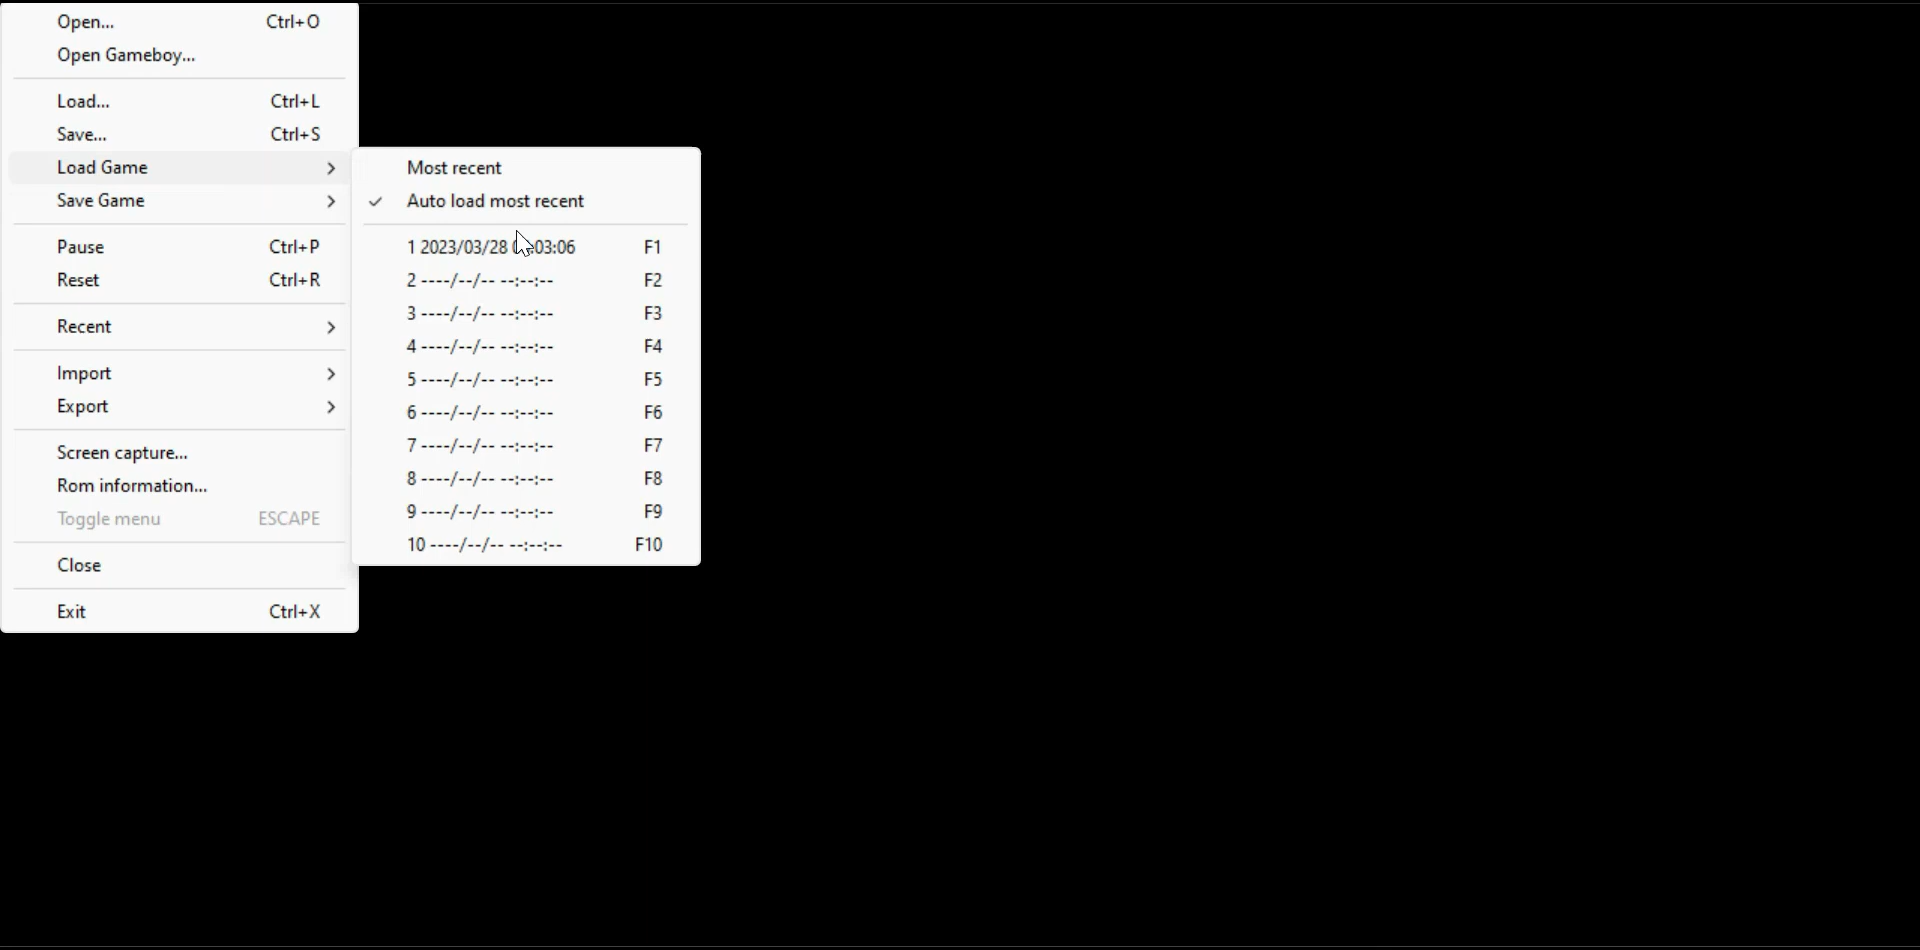 Open... Ctrl+O
Open Gameboy...
Load... Ctrl+L
Save... Ctrl+S
Load Game
Save Game
Pause Ctrl+P
Reset Ctrl+R
Recent
Import
Export
Screen capture...
Rom information...
Toggle menu ESCAPE
Close
Exit Ctrl+X
Most recent
Auto load most recent
1 2023/03/28 :03:06 F1
2 ----/--/-- --:--:-- F2
3 ----/--/-- --:--:-- F3
4 ----/--/-- --:--:-- F4
5 ----/--/-- --:--:-- F5
6 ----/--/-- --:--:-- F6
7 ----/--/-- --:--:-- F7
8 ----/--/-- --:--:-- F8
9 ----/--/-- --:--:-- F9
10 ----/--/-- --:--:-- F10